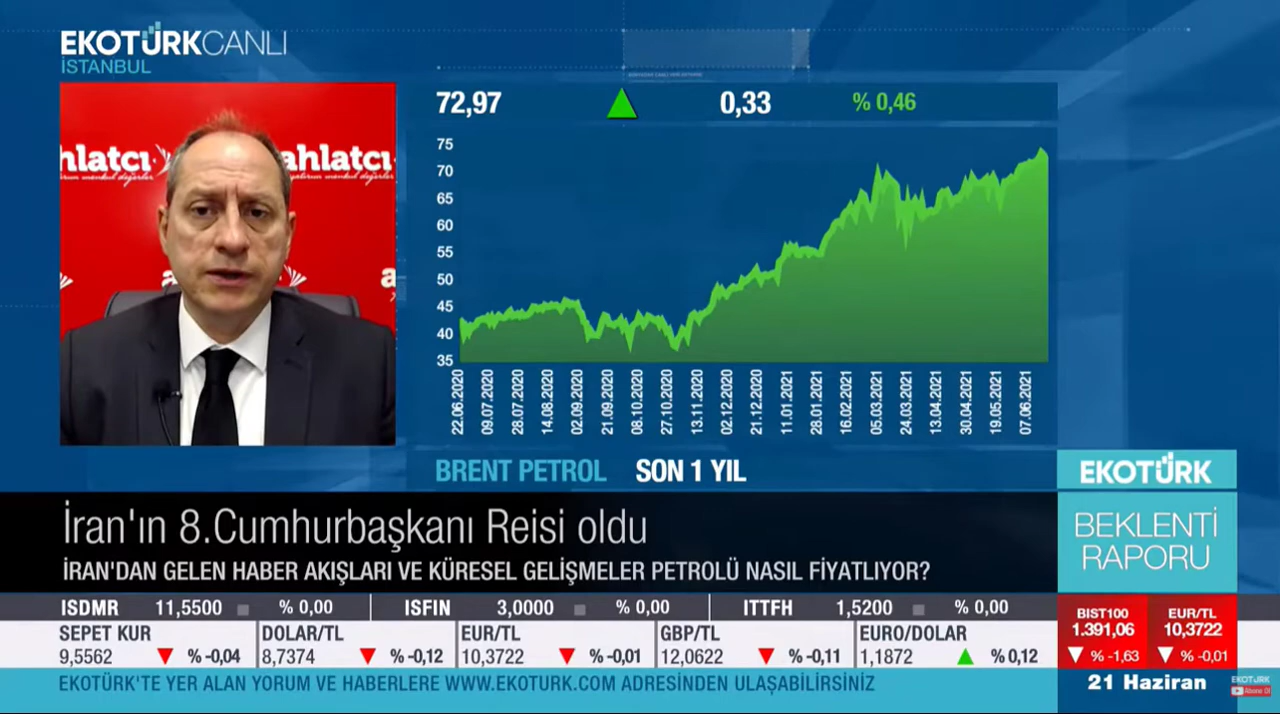 EKOTÜRK CANLI
İSTANBUL
72,97 0,33 % 0,46
75
70
65
60
55
50
45
40
35
22.06.2020
09.07.2020
28.07.2020
14.08.2020
02.09.2020
21.09.2020
08.10.2020
27.10.2020
13.11.2020
02.12.2020
21.12.2020
11.01.2021
28.01.2021
16.02.2021
05.03.2021
24.03.2021
13.04.2021
30.04.2021
19.05.2021
07.06.2021
hlatcı ahlatcı
BRENT PETROL SON 1 YIL
EKOTÜRK
BEKLENTİ
RAPORU
İran'ın 8.Cumhurbaşkanı Reisi oldu
İRAN'DAN GELEN HABER AKIŞLARI VE KÜRESEL GELİŞMELER PETROLÜ NASIL FİYATLIYOR?
ISDMR 11,5500 % 0,00 ISFIN 3,0000 % 0,00 ITTFH 1,5200 % 0,00
SEPET KUR DOLAR/TL EUR/TL GBP/TL EURO/DOLAR
9,5562 % -0,04 8,7374 % -0,12 10,3722 % -0,01 12,0622 % -0,11 1,1872 % 0,12
BIST100 EUR/TL
1.391,06 10,3722
% -1,63 % -0,01
EKOTÜRK'TE YER ALAN YORUM VE HABERLERE WWW.EKOTURK.COM ADRESİNDEN ULAŞABİLİRSİNİZ
21 Haziran
EKOTÜRK
Abone Ol